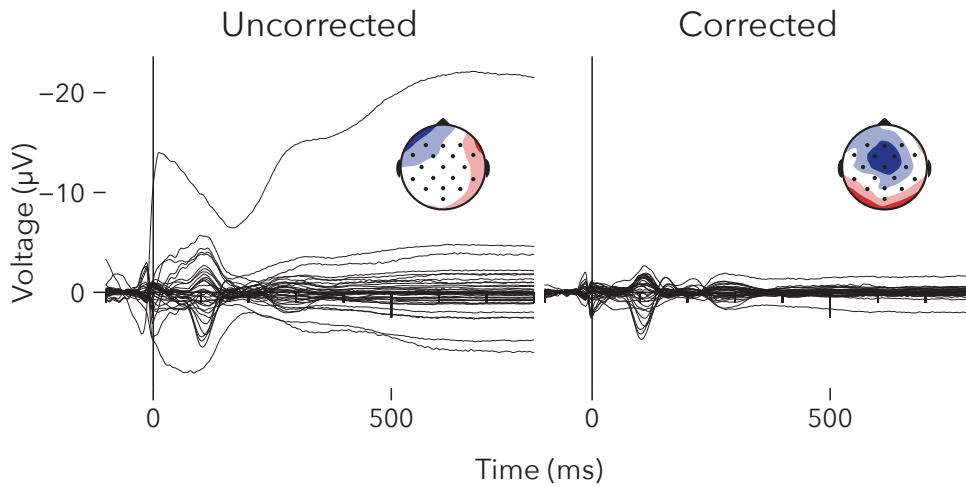 Uncorrected
Corrected
Voltage (µV)
−20
−10
0
0
500
0
500
Time (ms)